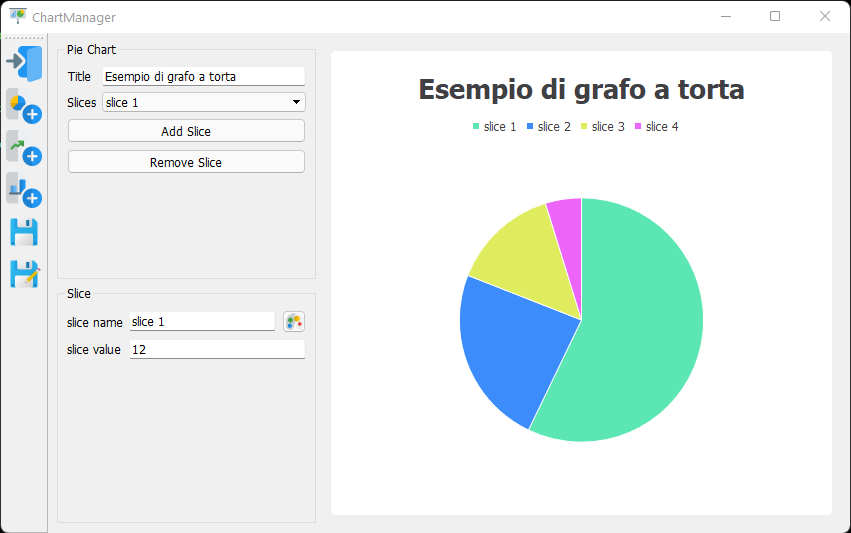 ChartManager
Pie Chart
Title Esempio di grafo a torta
Slices slice 1
Add Slice
Remove Slice
Slice
slice name slice 1
slice value 12
Esempio di grafo a torta
slice 1 slice 2 slice 3 slice 4